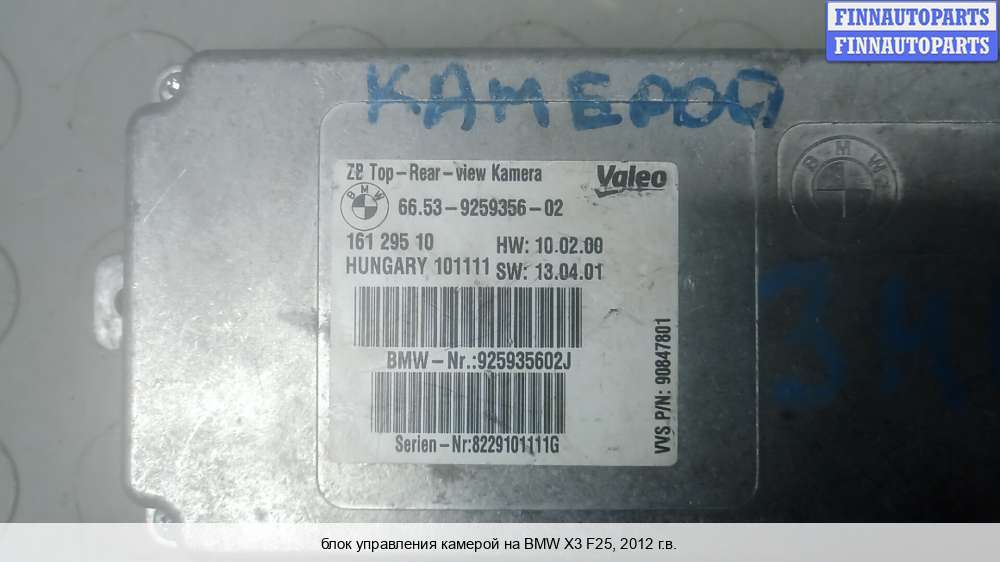 FINNAUTOPARTS
FINNAUTOPARTS
КАМЕРОЙ
BMW
ZB Top-Rear-view Kamera
Valeo
BMW
66.53-9259356-02
161 295 10
HW: 10.02.00
HUNGARY 101111
SW: 13.04.01
BMW-Nr.:925935602J
Serien-Nr:8229101111G
VVS P/N: 90847801
блок управления камерой на BMW X3 F25, 2012 г.в.